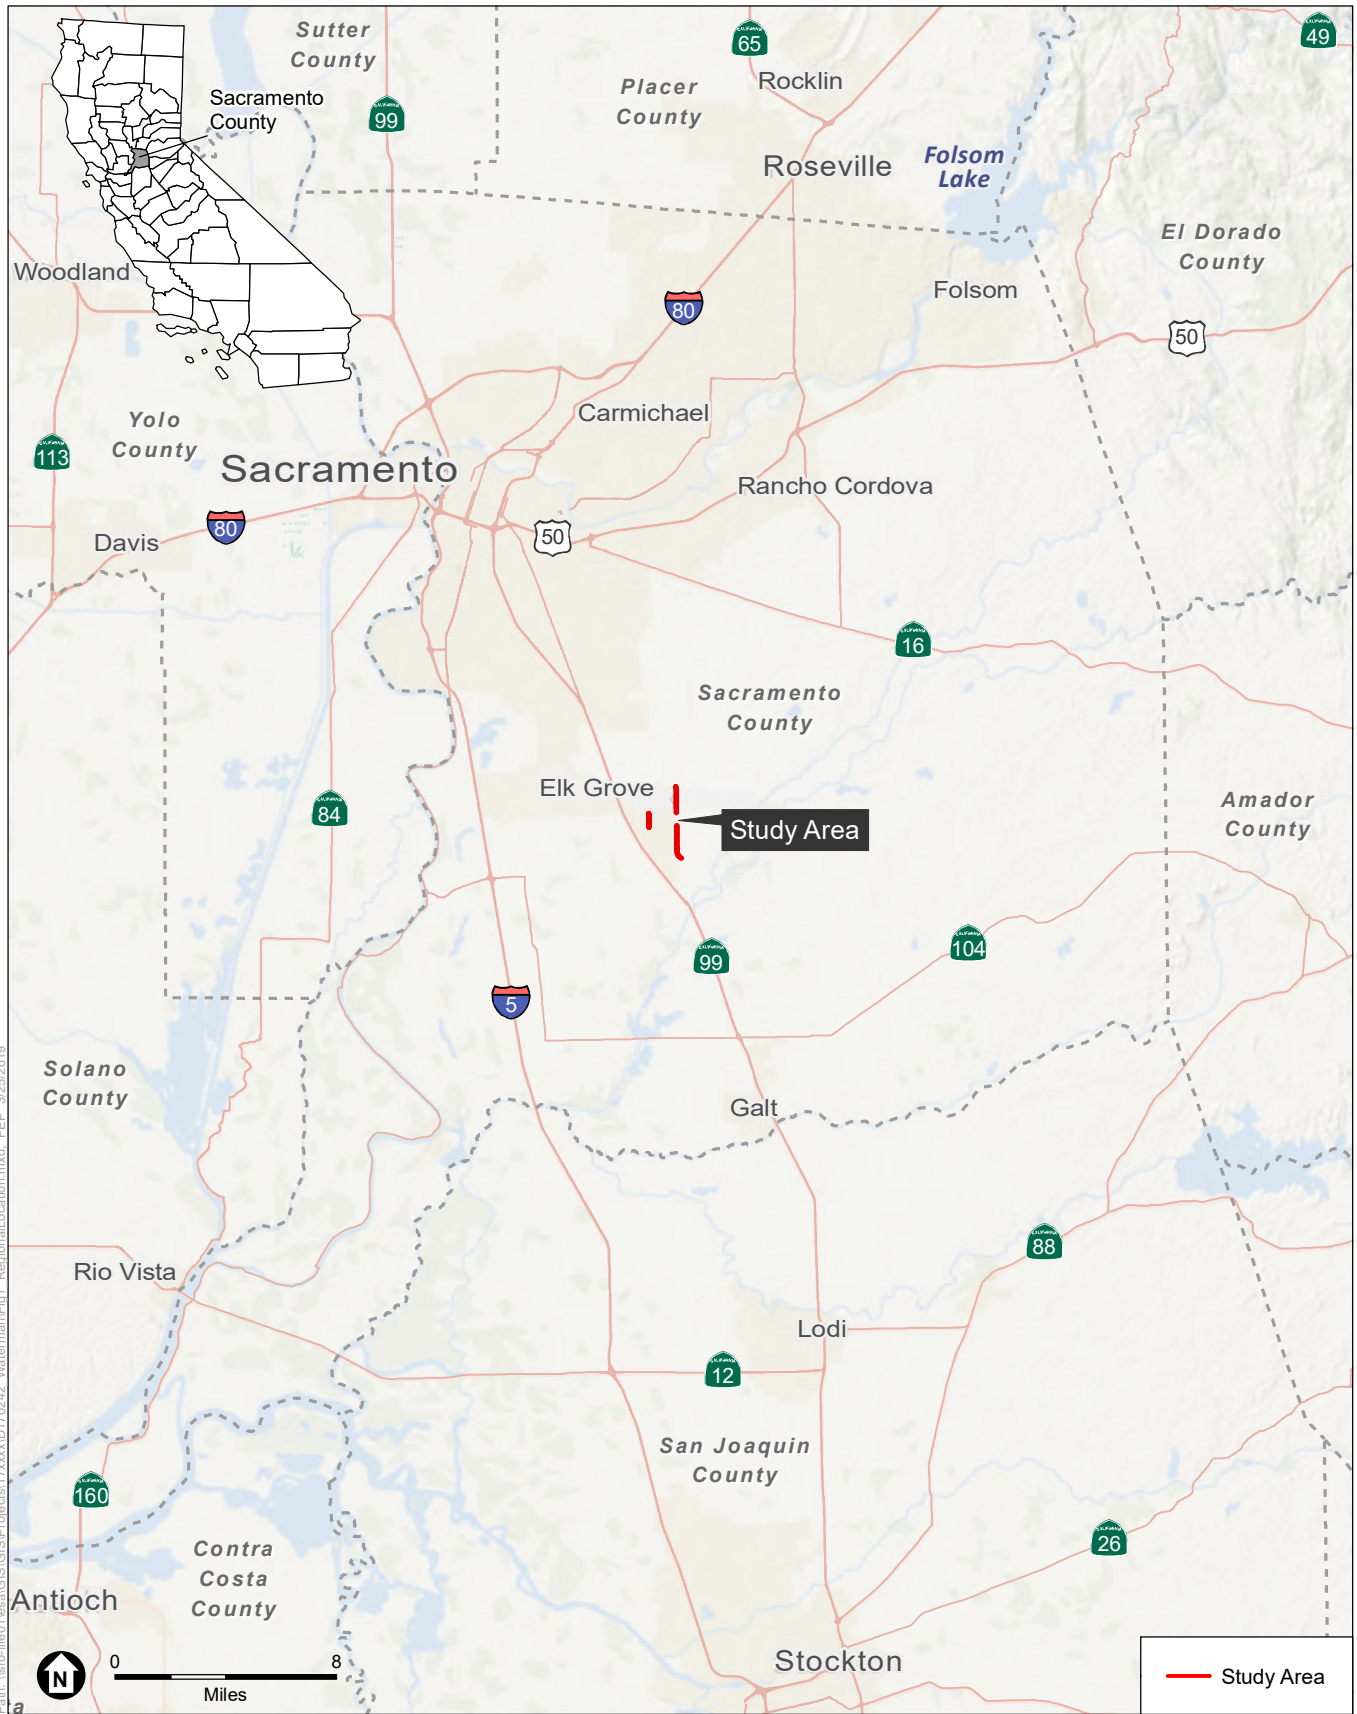 Sutter
County
65
49
Rocklin
Placer
County
Sacramento
County
99
Roseville
Folsom
Lake
El Dorado
County
Woodland
Folsom
80
50
Yolo
County
Carmichael
113
Sacramento
Rancho Cordova
80
50
Davis
CALIFORNIA
16
Sacramento
County
Elk Grove
84
Amador
County
Study Area
99
104
5
Solano
County
Galt
88
Rio Vista
Lodi
12
San Joaquin
County
160
26
Contra
Costa
County
Antioch
Stockton
N
0 8
Miles
Study Area